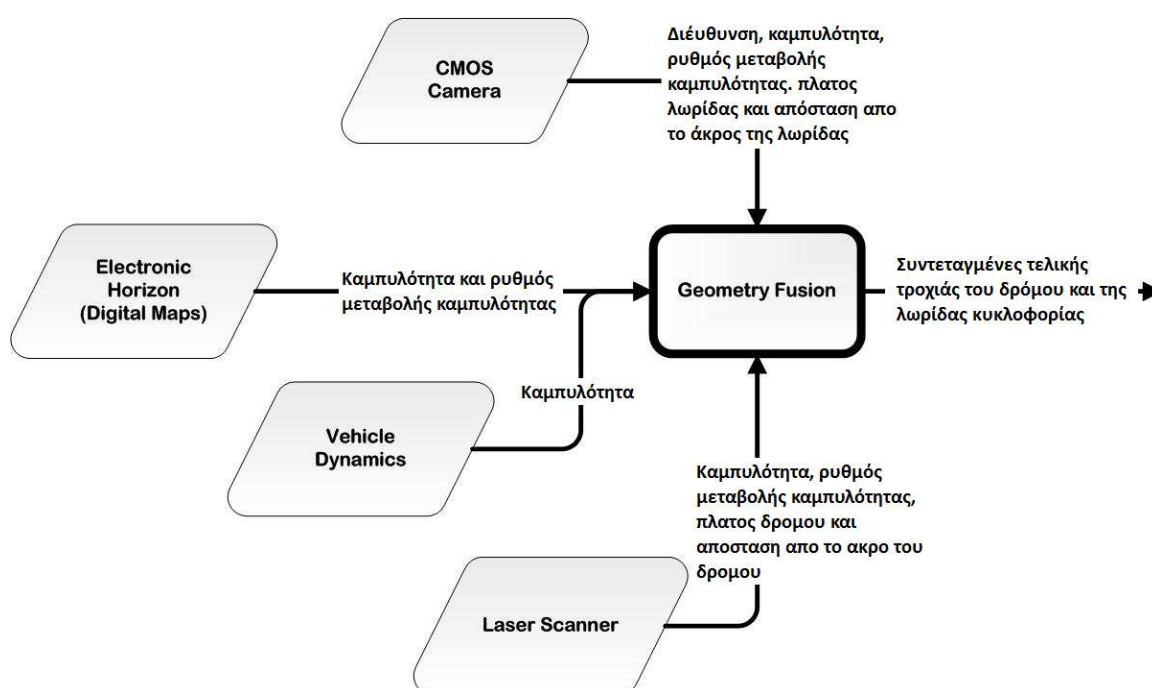 CMOS
Camera
Διέυθυνση, καμπυλότητα,
ρυθμός μεταβολής
καμπυλότητας. πλατος
λωρίδας και απόσταση απο
το άκρος της λωρίδας
Electronic
Horizon
(Digital Maps)
Καμπυλότητα και ρυθμός
μεταβολής καμπυλότητας
Geometry Fusion
Συντεταγμένες τελικής
τροχιάς του δρόμου και της
λωρίδας κυκλοφορίας
Καμπυλότητα
Vehicle
Dynamics
Καμπυλότητα, ρυθμός
μεταβολής καμπυλότητας,
πλατος δρομου και
αποσταση απο το ακρο του
δρομου
Laser Scanner